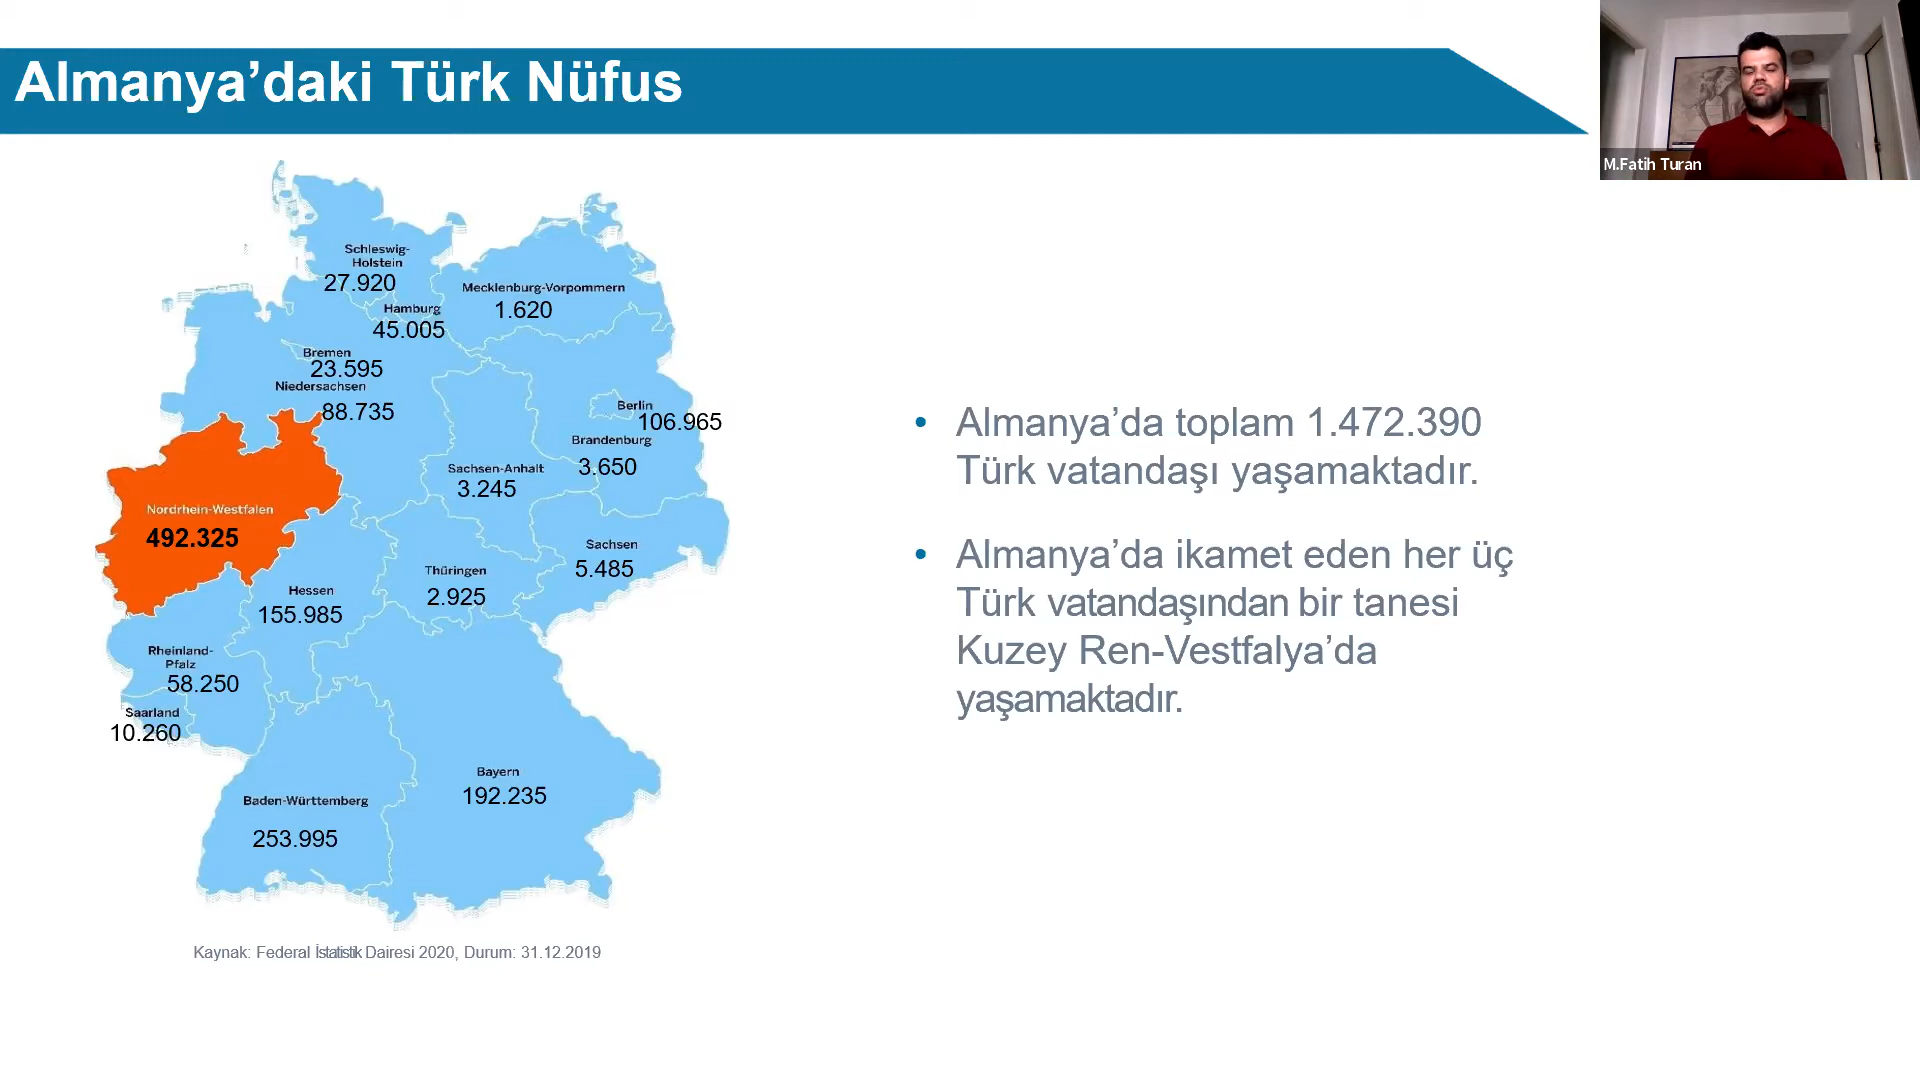 Almanya’daki Türk Nüfus
M.Fatih Turan
Schleswig-
Holstein
27.920
Mecklenburg-Vorpommern
1.620
Hamburg
45.005
Bremen
23.595
Niedersachsen
88.735
Berlin
106.965
Brandenburg
3.650
Sachsen-Anhalt
3.245
Nordrhein-Westfalen
492.325
Sachsen
5.485
Thüringen
2.925
Hessen
155.985
Rheinland-
Pfalz
58.250
Saarland
10.260
Bayern
192.235
Baden-Württemberg
253.995
Kaynak: Federal İstatistik Dairesi 2020, Durum: 31.12.2019
• Almanya’da toplam 1.472.390
Türk vatandaşı yaşamaktadır.
• Almanya’da ikamet eden her üç
Türk vatandaşından bir tanesi
Kuzey Ren-Vestfalya’da
yaşamaktadır.